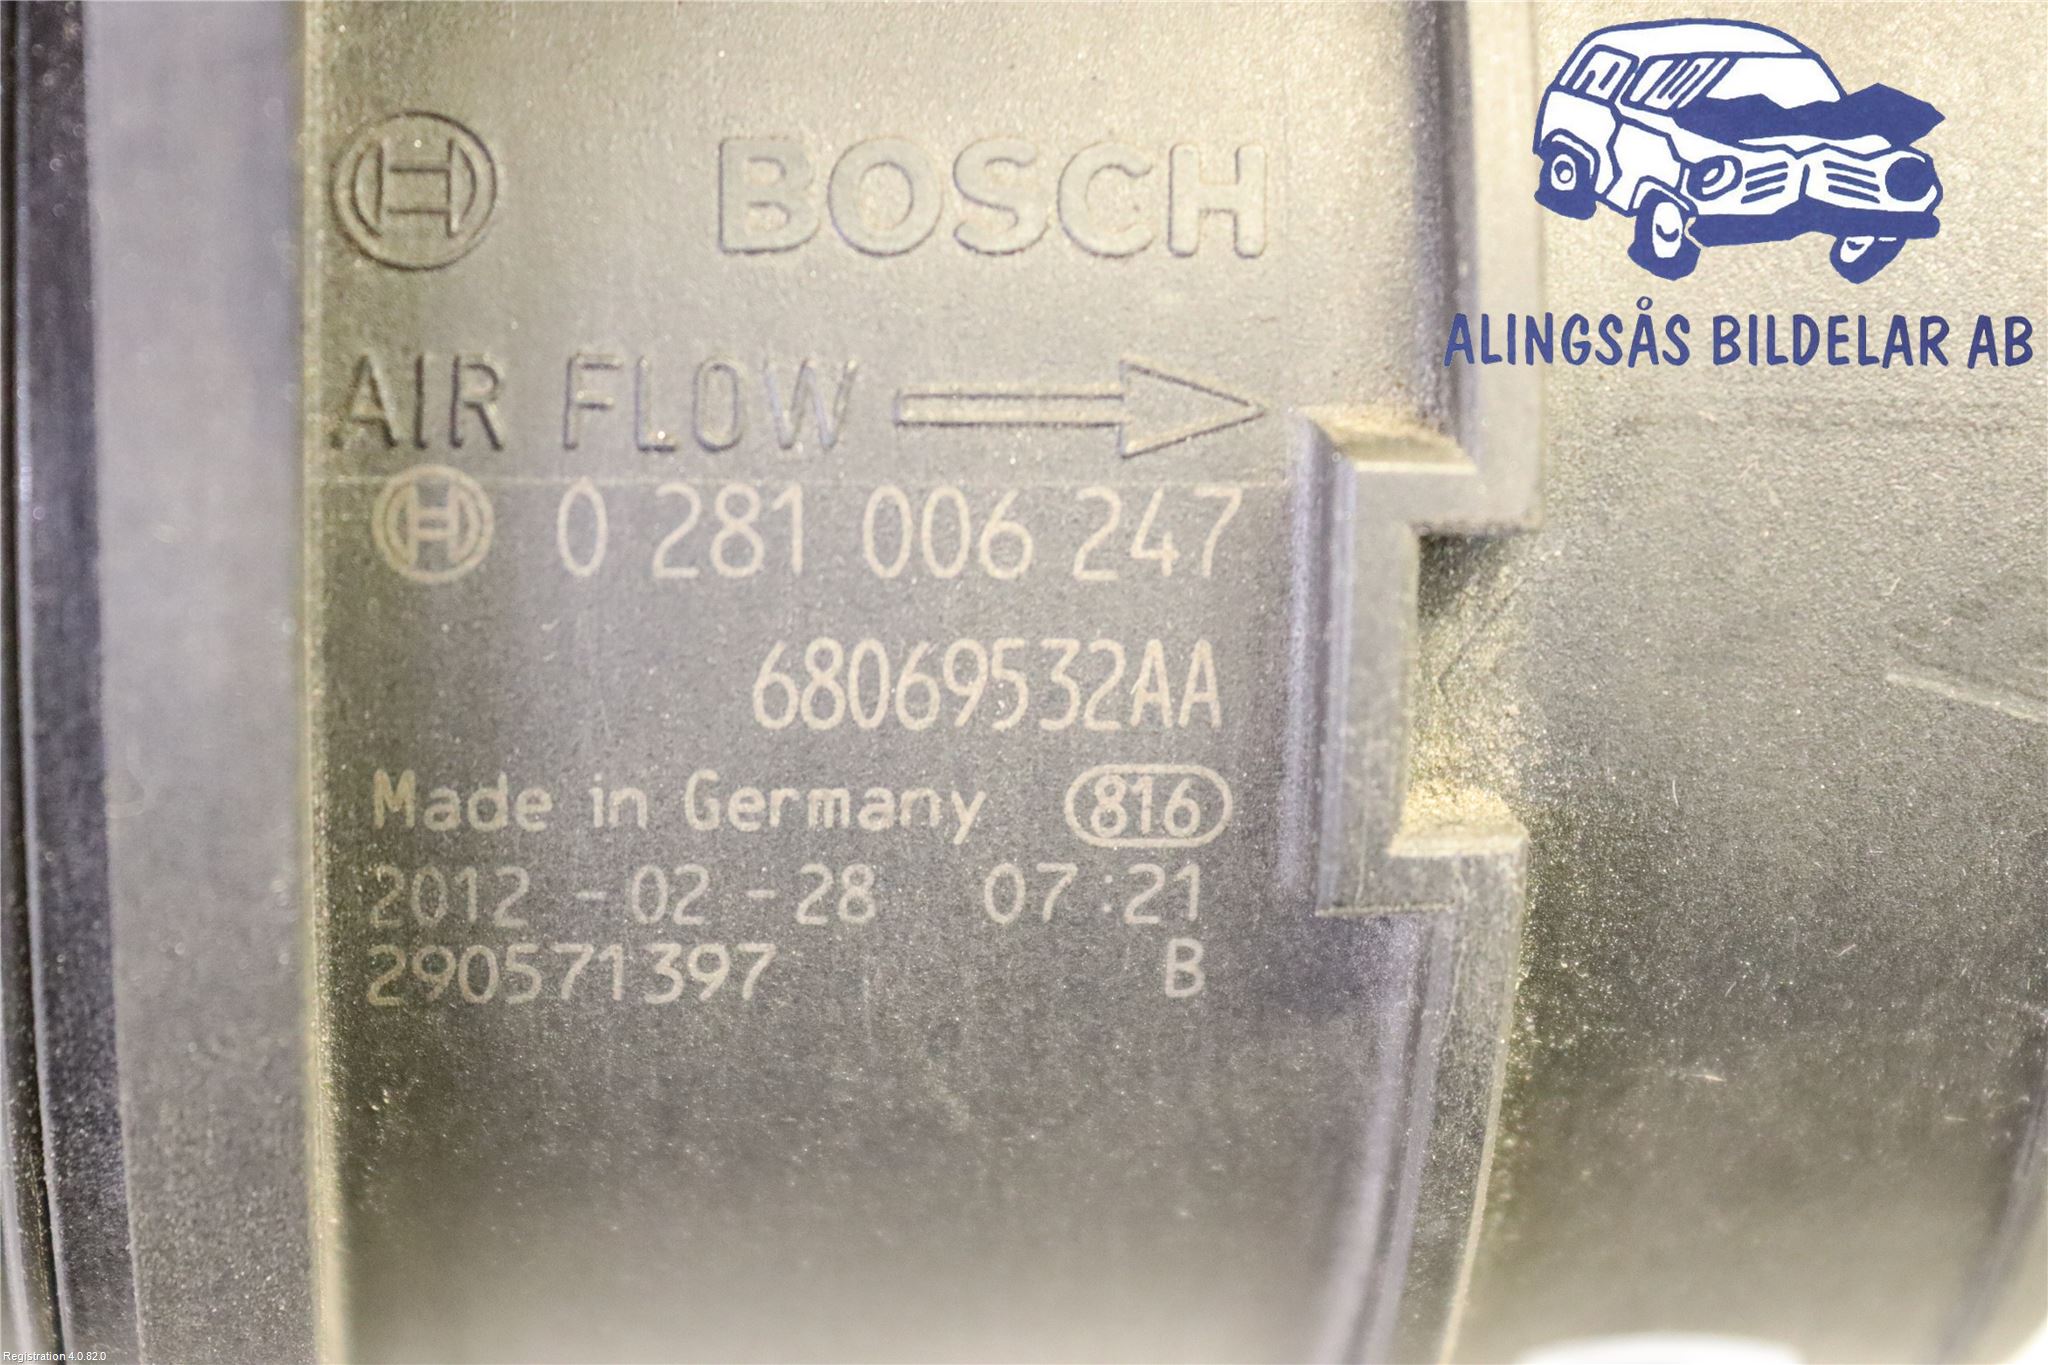 BOSCH
ALINGSÅS BILDELAR AB
AIR FLOW
0 281 006 247
68069532AA
Made in Germany 816
2012 -02 -28 07:21
290571397 B
Registration 4.0.82.0